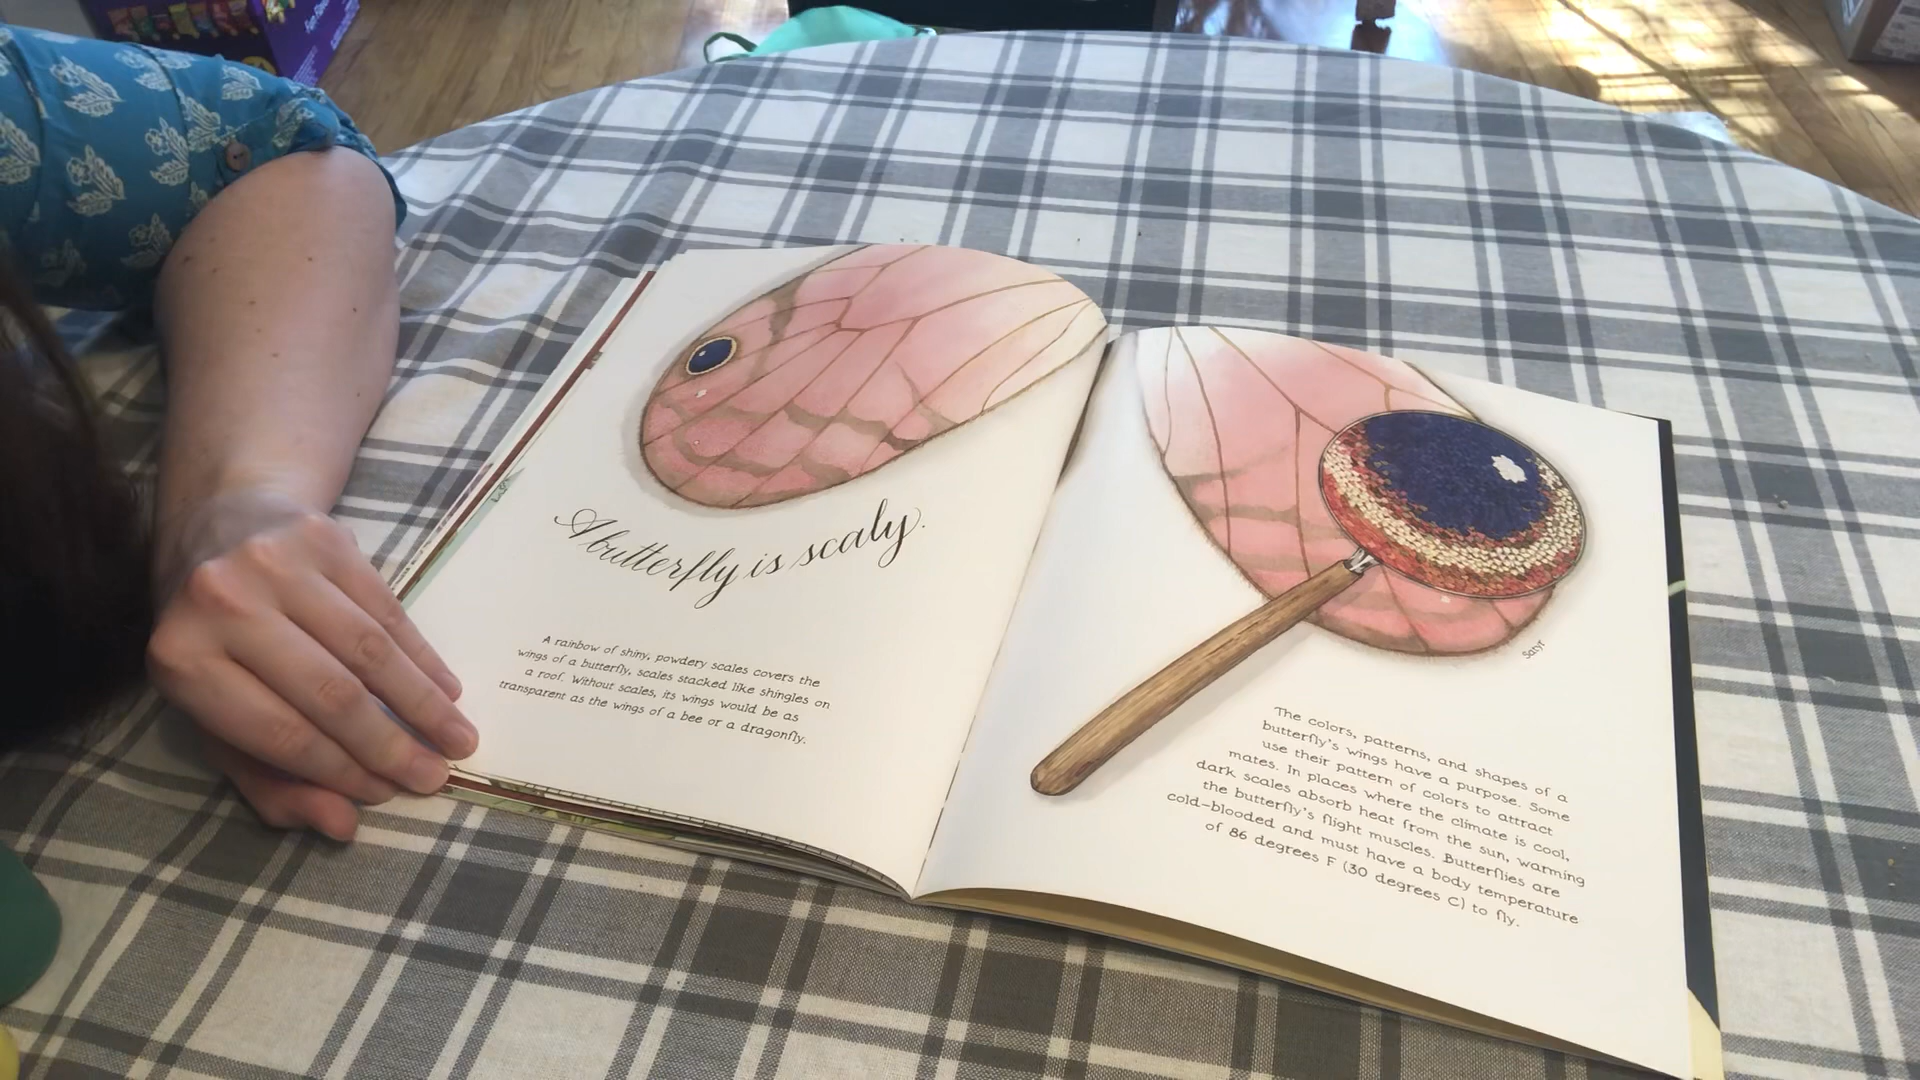 A butterfly is scaly.
A rainbow of shiny, powdery scales covers the
wings of a butterfly, scales stacked like shingles on
a roof. Without scales, its wings would be as
transparent as the wings of a bee or a dragonfly.
Satyr
The colors, patterns, and shapes of a
butterfly's wings have a purpose. Some
use their pattern of colors to attract
mates. In places where the climate is cool,
dark scales absorb heat from the sun, warming
the butterfly's flight muscles. Butterflies are
cold-blooded and must have a body temperature
of 86 degrees F (30 degrees C) to fly.